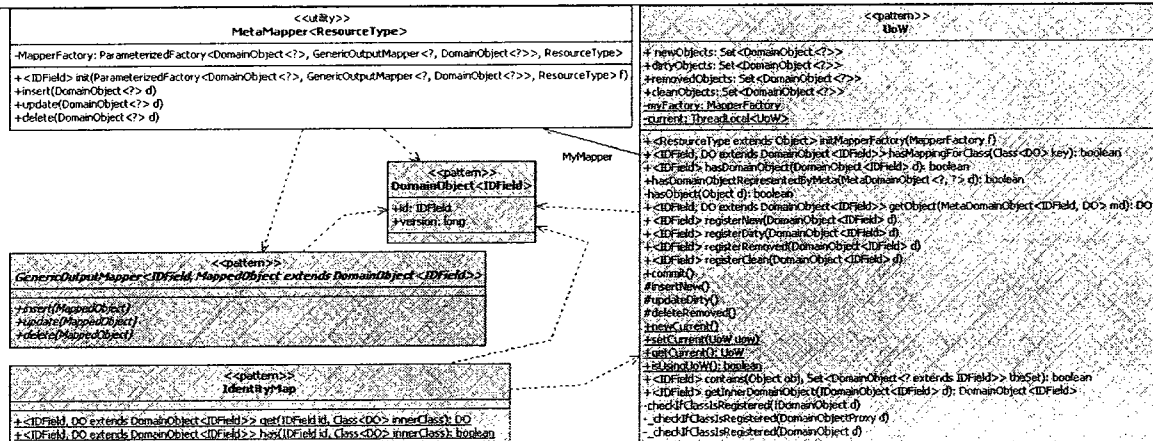 <<utility>>
MetaMapper<ResourceType>
-MapperFactory: ParameterizedFactory<DomainObject<?>, GenericOutputMapper<?, DomainObject<?>>, ResourceType>
+<IDField> init(ParameterizedFactory<DomainObject<?>, GenericOutputMapper<?, DomainObject<?>>, ResourceType> f)
+insert(DomainObject<?> d)
+update(DomainObject<?> d)
+delete(DomainObject<?> d)
<<pattern>>
DomainObject<IDField>
+id: IDField
+version: long
<<pattern>>
GenericOutputMapper<IDField, MappedObject extends DomainObject<IDField>>
+insert(MappedObject)
+update(MappedObject)
+delete(MappedObject)
<<pattern>>
IdentityMap
+<IDField, DO extends DomainObject<IDField>> get(IDField id, Class<DO> innerClass): DO
+<IDField, DO extends DomainObject<IDField>> has(IDField id, Class<DO> innerClass): boolean
MyMapper
<<pattern>>
UoW
+newObjects: Set<DomainObject<?>>
+dirtyObjects: Set<DomainObject<?>>
+removedObjects: Set<DomainObject<?>>
+cleanObjects: Set<DomainObject<?>>
-myFactory: MapperFactory
-current: ThreadLocal<UoW>
+<ResourceType extends Object> initMapperFactory(MapperFactory f)
+<IDField, DO extends DomainObject<IDField>> hasMappingForClass(Class<DO> key): boolean
+<IDField> hasDomainObject(DomainObject<IDField> d): boolean
+hasDomainObjectRepresentedByMeta(MetaDomainObject<?, ?> d): boolean
-hasObject(Object d): boolean
+<IDField, DO extends DomainObject<IDField>> getObject(MetaDomainObject<IDField, DO> md): DO
+<IDField> registerNew(DomainObject<IDField> d)
+<IDField> registerDirty(DomainObject<IDField> d)
+<IDField> registerRemoved(DomainObject<IDField> d)
+<IDField> registerClean(DomainObject<IDField> d)
+commit()
#insertNew()
#updateDirty()
#deleteRemoved()
+newCurrent()
+setCurrent(UoW uow)
+getCurrent(): UoW
+isUsingUoW(): boolean
+<IDField> contains(Object obj, Set<DomainObject<? extends IDField>> theSet): boolean
+<IDField> getInnerDomainObject(IDomainObject<IDField> d): DomainObject<IDField>
-checkIfClassIsRegistered(IDomainObject d)
-_checkIfClassIsRegistered(DomainObjectProxy d)
-_checkIfClassIsRegistered(DomainObject d)